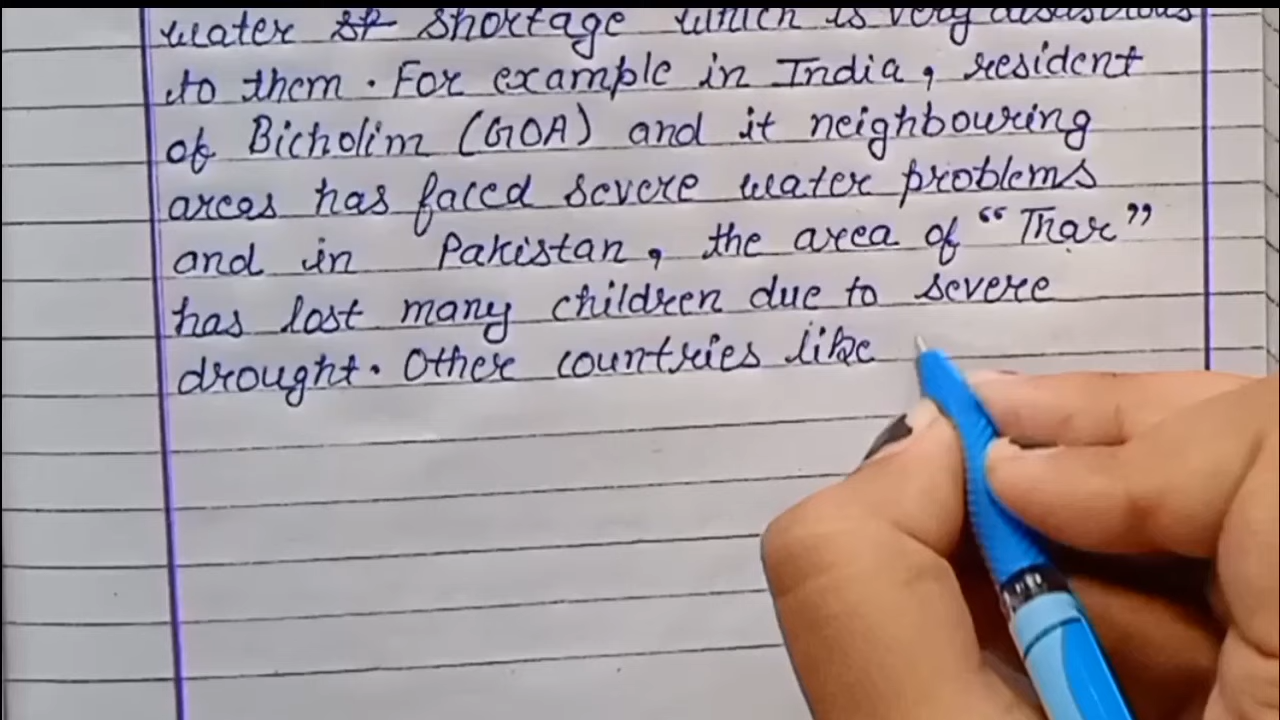 water sp shortage which is very disastrous
to them. For example in India, resident
of Bicholim (GOA) and it neighbouring
areas has faced severe water problems
and in Pakistan, the area of “Thar”
has lost many children due to severe
drought. Other countries like